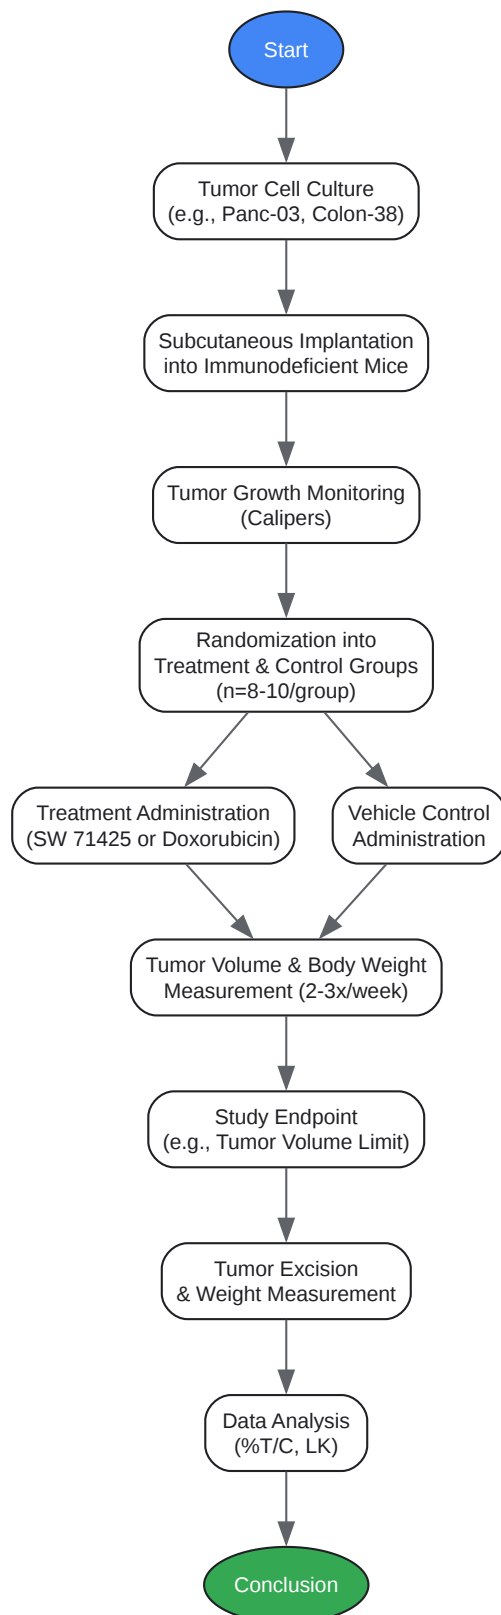 Start
Tumor Cell Culture
(e.g., Panc-03, Colon-38)
Subcutaneous Implantation
into Immunodeficient Mice
Tumor Growth Monitoring
(Calipers)
Randomization into
Treatment & Control Groups
(n=8-10/group)
Treatment Administration
(SW 71425 or Doxorubicin)
Vehicle Control
Administration
Tumor Volume & Body Weight
Measurement (2-3x/week)
Study Endpoint
(e.g., Tumor Volume Limit)
Tumor Excision
& Weight Measurement
Data Analysis
(%T/C, LK)
Conclusion